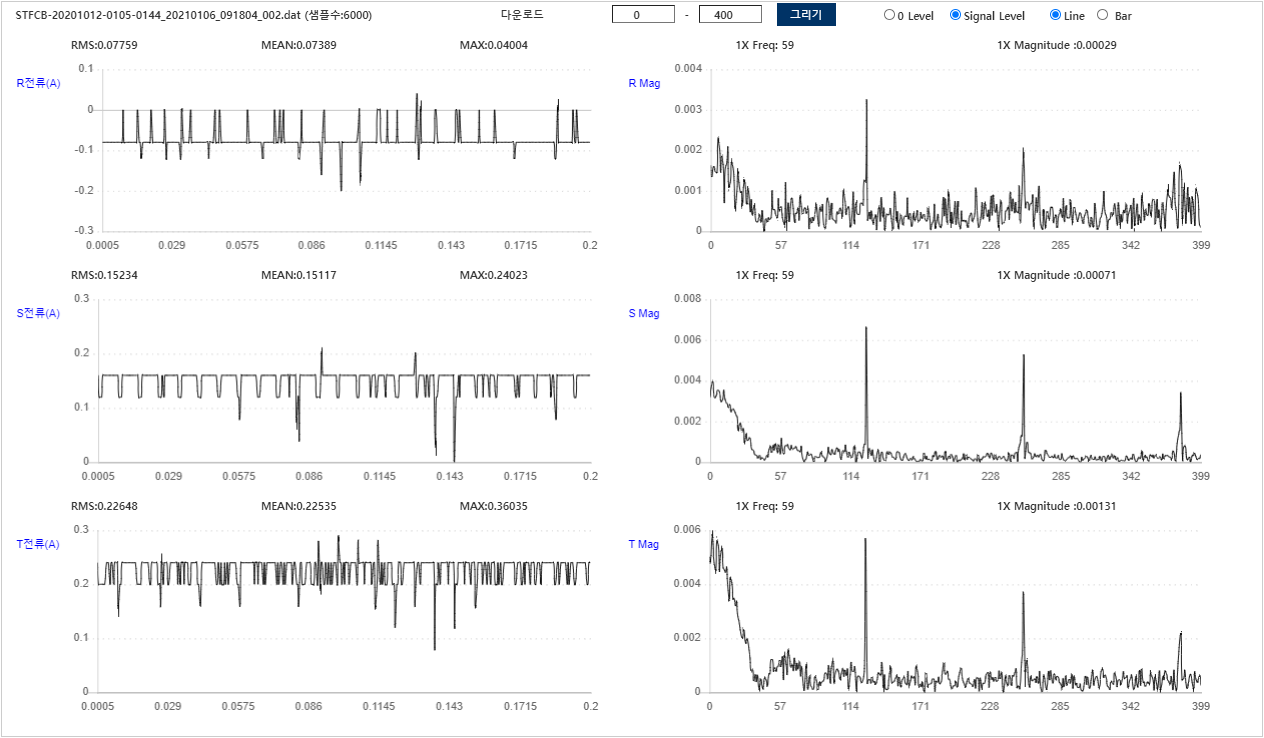 STFCB-20201012-0105-0144_20210106_091804_002.dat (샘플수:6000) 다운로드 0 - 400 그리기 0 Level Signal Level Line Bar
RMS:0.07759 MEAN:0.07389 MAX:0.04004 1X Freq: 59 1X Magnitude :0.00029
R전류(A)
0.1
0
-0.1
-0.2
-0.3
0.0005 0.029 0.0575 0.086 0.1145 0.143 0.1715 0.2
R Mag
0.004
0.003
0.002
0.001
0
0 57 114 171 228 285 342 399
RMS:0.15234 MEAN:0.15117 MAX:0.24023 1X Freq: 59 1X Magnitude :0.00071
S전류(A)
0.3
0.2
0.1
0
0.0005 0.029 0.0575 0.086 0.1145 0.143 0.1715 0.2
S Mag
0.008
0.006
0.004
0.002
0
0 57 114 171 228 285 342 399
RMS:0.22648 MEAN:0.22535 MAX:0.36035 1X Freq: 59 1X Magnitude :0.00131
T전류(A)
0.3
0.2
0.1
0
0.0005 0.029 0.0575 0.086 0.1145 0.143 0.1715 0.2
T Mag
0.006
0.004
0.002
0
0 57 114 171 228 285 342 399